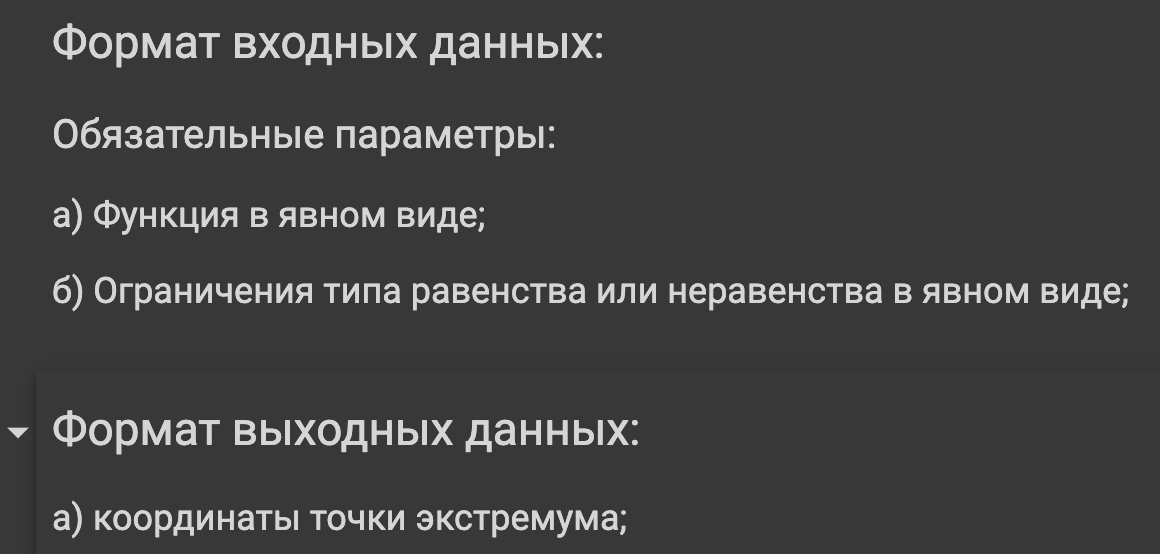 Формат входных данных:
Обязательные параметры:
а) Функция в явном виде;
б) Ограничения типа равенства или неравенства в явном виде;
Формат выходных данных:
а) координаты точки экстремума;